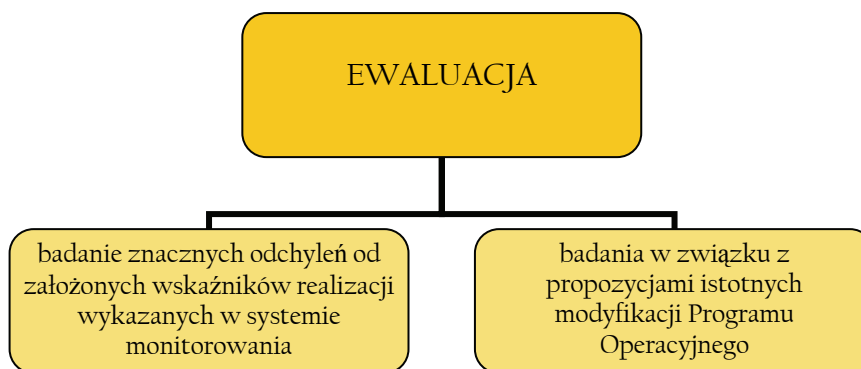 EWALUACJA
badanie znacznych odchyleń od
założonych wskaźników realizacji
wykazanych w systemie
monitorowania
badania w związku z
propozycjami istotnych
modyfikacji Programu
Operacyjnego